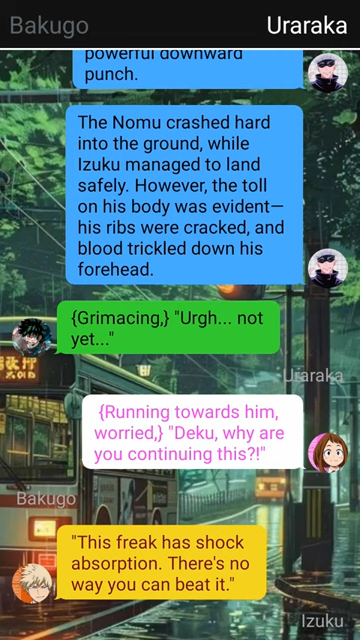 Bakugo
Uraraka
powerful downward
punch.
The Nomu crashed hard
into the ground, while
Izuku managed to land
safely. However, the toll
on his body was evident—
his ribs were cracked, and
blood trickled down his
forehead.
{Grimacing,} "Urgh... not
yet..."
Uraraka
{Running towards him,
worried,} "Deku, why are
you continuing this?!"
Bakugo
"This freak has shock
absorption. There's no
way you can beat it."
Izuku